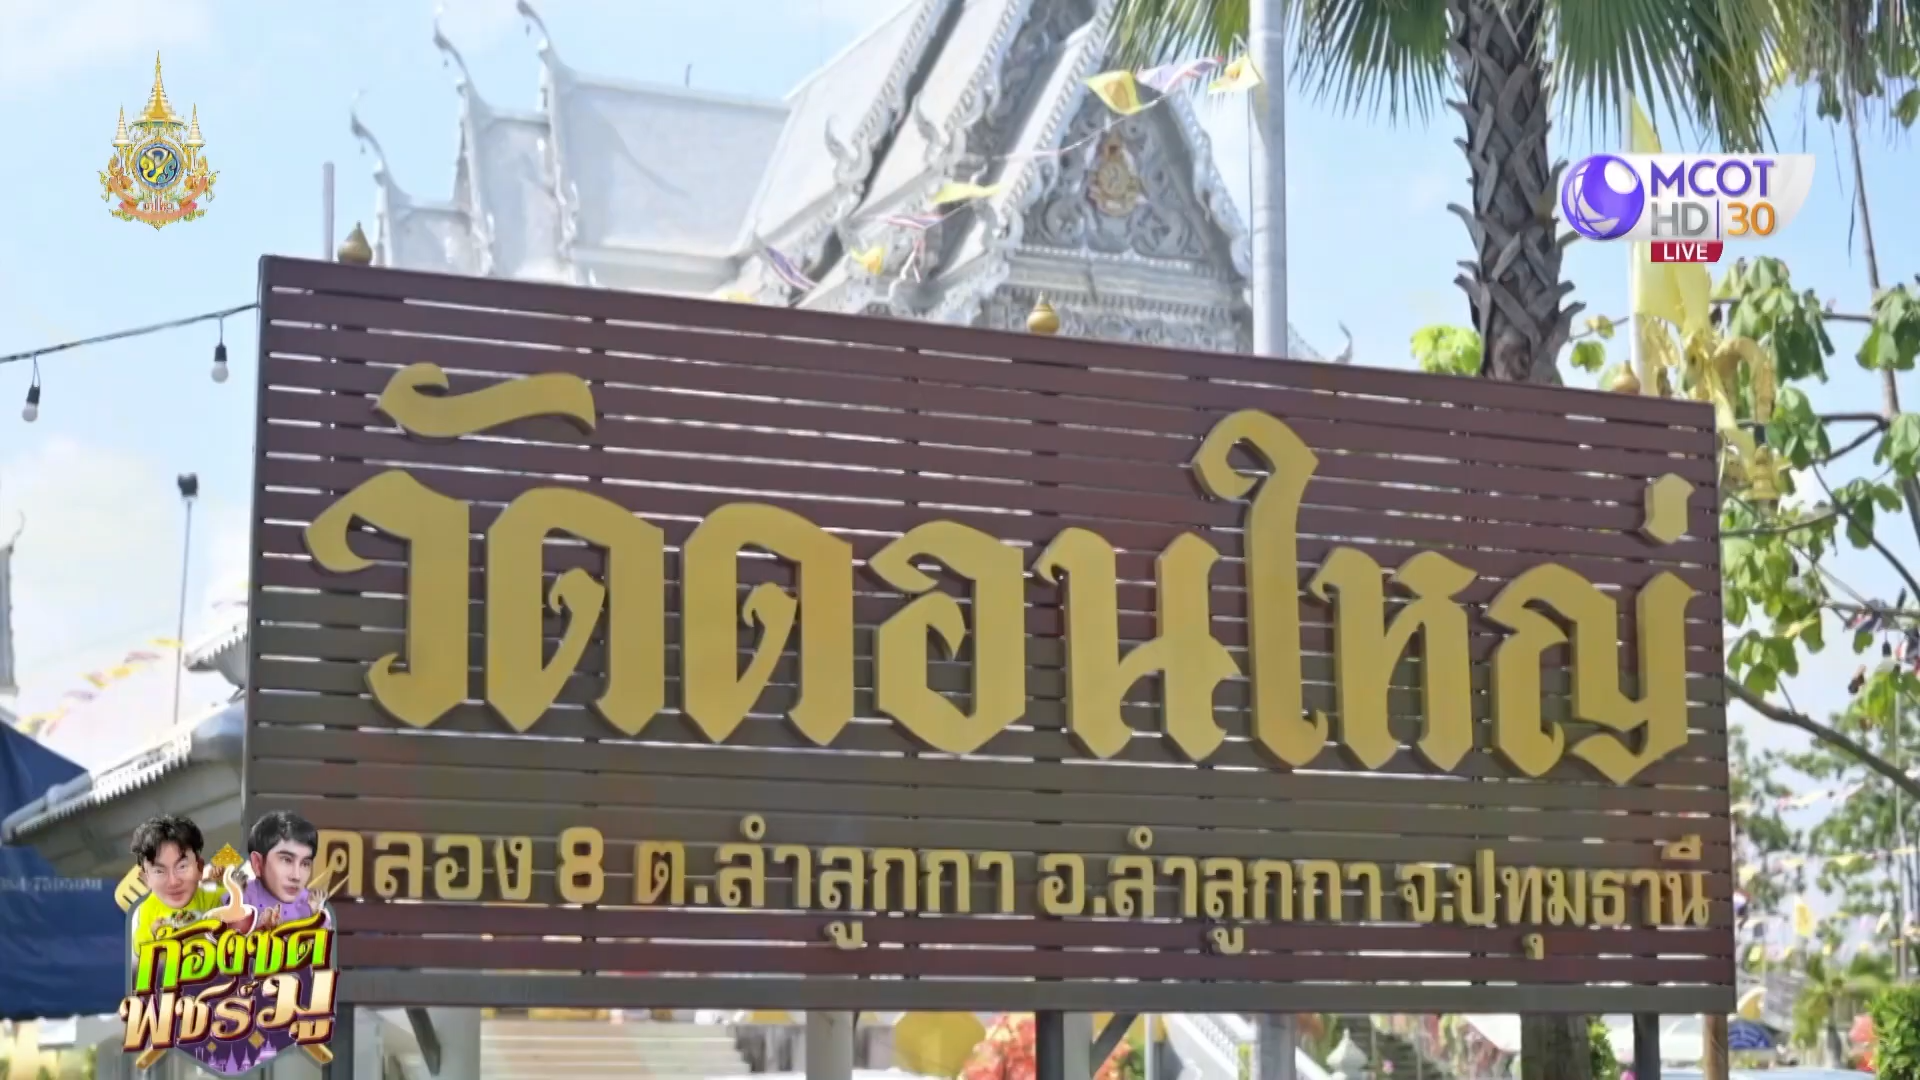 MCOT
HD 30
LIVE
วัดดอนใหญ่
คลอง 8 ต.ลำลูกกา อ.ลำลูกกา จ.ปทุมธานี
ก้องซด
พชร์มู